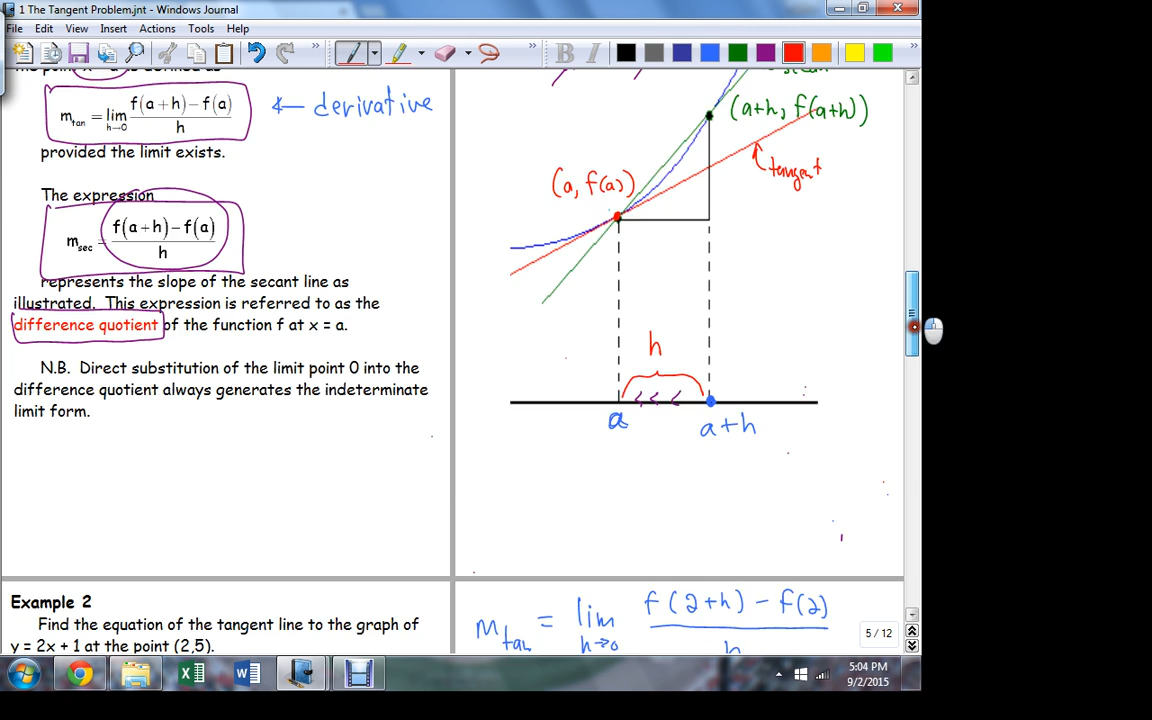 1 The Tangent Problem.jnt - Windows Journal
File Edit View Insert Actions Tools Help
B I
is defined as
m_tan = lim h→0 f(a+h) – f(a) / h
← derivative
provided the limit exists.
The expression
m_sec = f(a+h) – f(a) / h
represents the slope of the secant line as
illustrated. This expression is referred to as the
difference quotient of the function f at x = a.
N.B. Direct substitution of the limit point 0 into the
difference quotient always generates the indeterminate
limit form.
(a+h, f(a+h))
tangent
(a, f(a))
h
a
a+h
Example 2
Find the equation of the tangent line to the graph of
y = 2x + 1 at the point (2,5).
m_tan = lim h→0 f(2+h) – f(2) / h
5 / 12
5:04 PM
9/2/2015